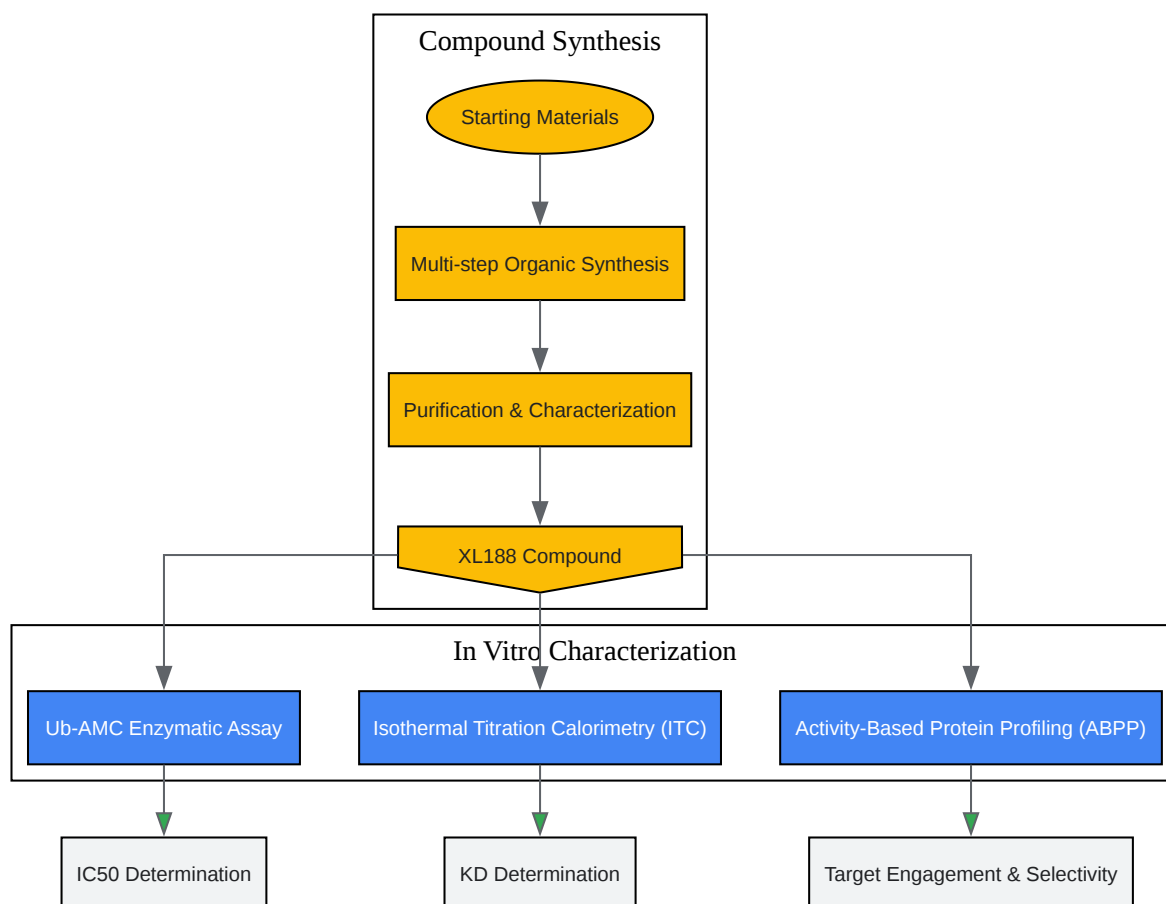 Compound Synthesis
Starting Materials
Multi-step Organic Synthesis
Purification & Characterization
XL188 Compound
In Vitro Characterization
Ub-AMC Enzymatic Assay
Isothermal Titration Calorimetry (ITC)
Activity-Based Protein Profiling (ABPP)
IC50 Determination
KD Determination
Target Engagement & Selectivity